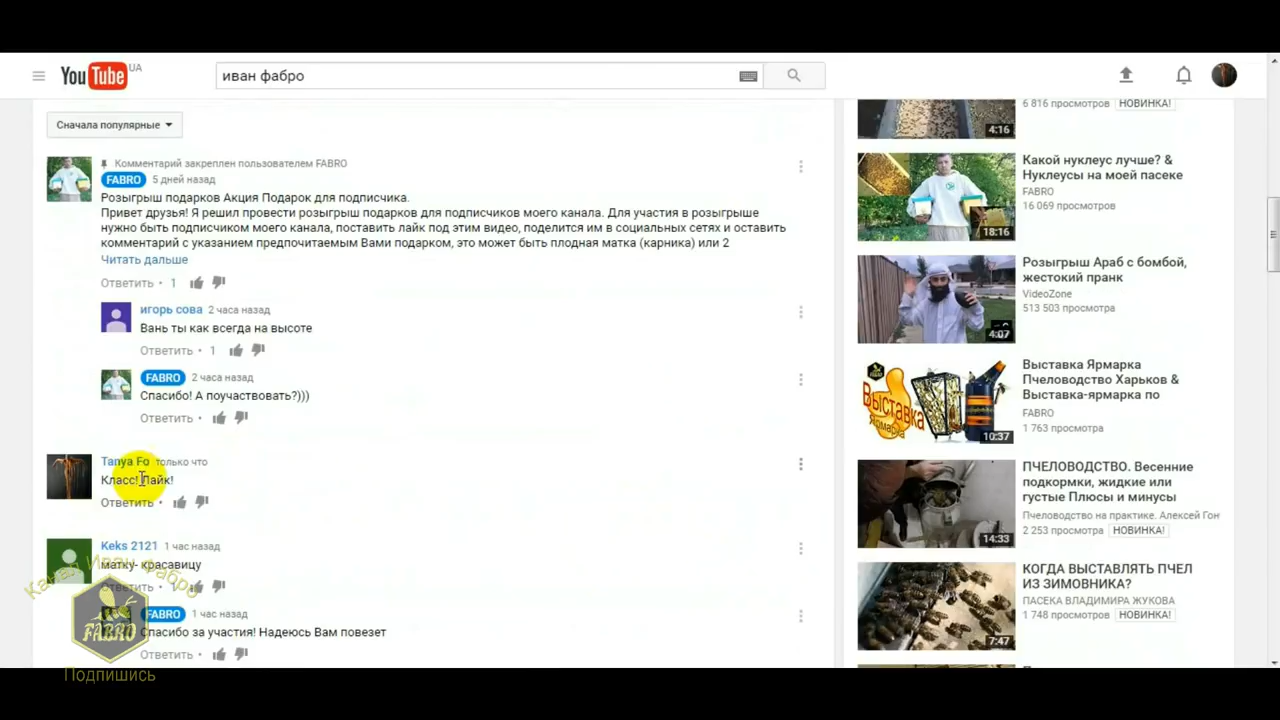 YouTube UA
иван фабро
Сначала популярные
Комментарий закреплен пользователем FABRO
FABRO 5 дней назад
Розыгрыш подарков Акция Подарок для подписчика.
Привет друзья! Я решил провести розыгрыш подарков для подписчиков моего канала. Для участия в розыгрыше
нужно быть подписчиком моего канала, поставить лайк под этим видео, поделится им в социальных сетях и оставить
комментарий с указанием предпочитаемым Вами подарком, это может быть плодная матка (карника) или 2
Читать дальше
Ответить • 1
игорь сова 2 часа назад
Вань ты как всегда на высоте
Ответить • 1
FABRO 2 часа назад
Спасибо! А поучаствовать?)))
Ответить •
Tanya Fo только что
Класс! Лайк!
Ответить •
Keks 2121 1 час назад
матку- красавицу
Ответить • 1
FABRO 1 час назад
Спасибо за участия! Надеюсь Вам повезет
Ответить •
Канал Иван Фабро
FABRO
Подпишись
6 816 просмотров НОВИНКА!
4:16
Какой нуклеус лучше? &
Нуклеусы на моей пасеке
FABRO
16 069 просмотров
18:16
Розыгрыш Араб с бомбой,
жестокий пранк
VideoZone
513 503 просмотра
4:07
Выставка Ярмарка
Пчеловодство Харьков &
Выставка-ярмарка по
FABRO
1 763 просмотра
Выставка
Ярмарка
10:37
ПЧЕЛОВОДСТВО. Весенние
подкормки, жидкие или
густые Плюсы и минусы
Пчеловодство на практике. Алексей Гон
2 253 просмотра НОВИНКА!
14:33
КОГДА ВЫСТАВЛЯТЬ ПЧЕЛ
ИЗ ЗИМОВНИКА?
ПАСЕКА ВЛАДИМИРА ЖУКОВА
1 748 просмотров НОВИНКА!
7:47